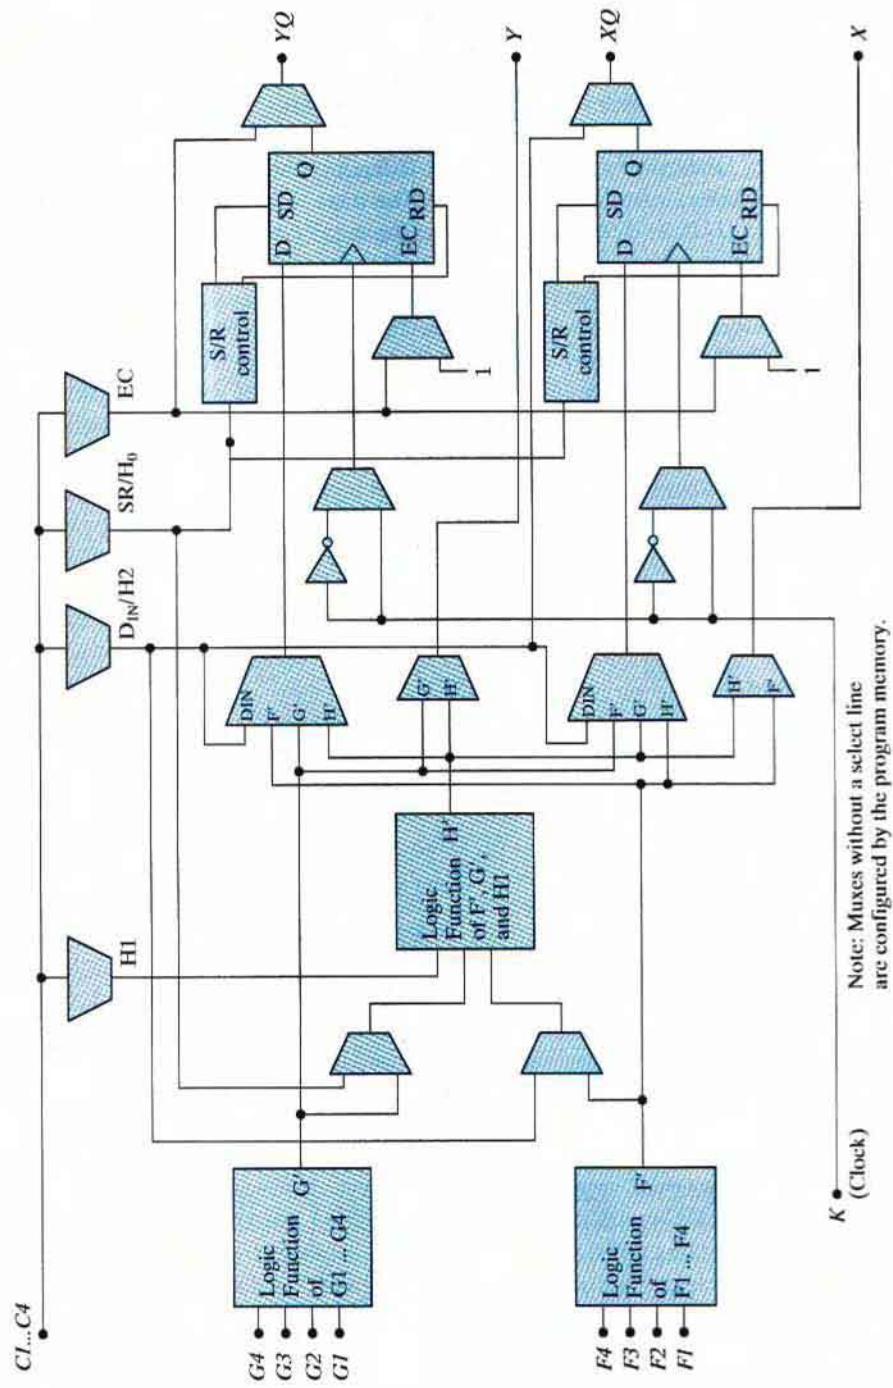 C1...C4
H1
D_IN/H2
SR/H_0
EC
G4
G3
G2
G1
Logic
Function
of
G1 ... G4
G'
F4
F3
F2
F1
Logic
Function
of
F1 ... F4
F'
Logic
Function
of F', G',
and H1
H'
DIN
F'
G'
H'
G'
H'
DIN
F'
G'
H'
H'
F'
S/R
control
D
SD
Q
EC
RD
1
YQ
Y
S/R
control
D
SD
Q
EC
RD
1
XQ
X
K
(Clock)
Note: Muxes without a select line
are configured by the program memory.